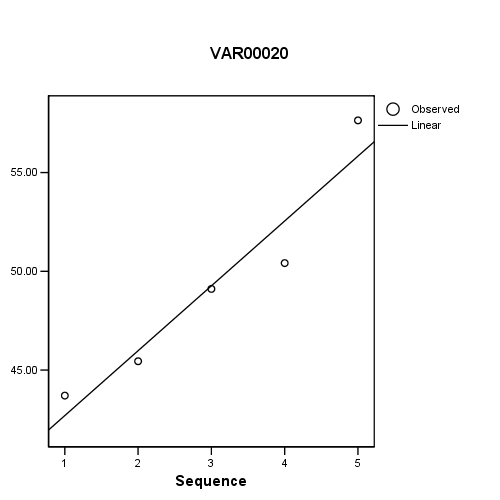 VAR00020
Observed
Linear
55.00
50.00
45.00
1 2 3 4 5
Sequence